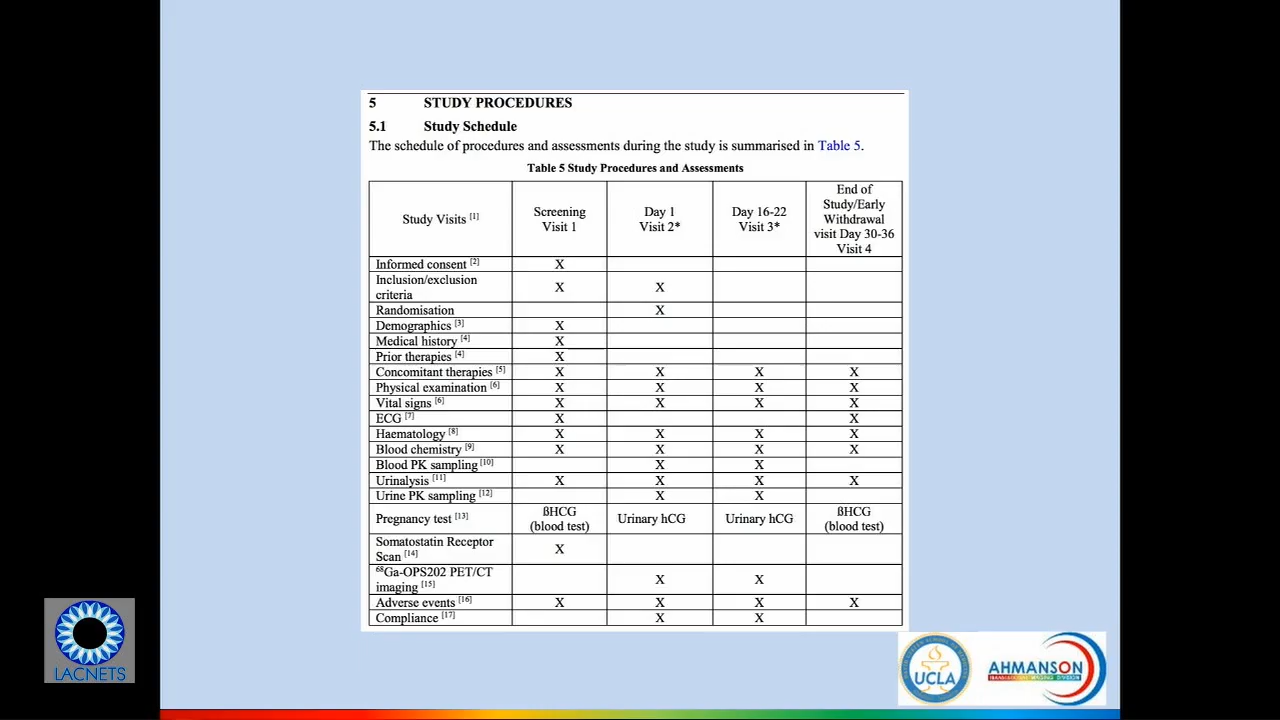 5 STUDY PROCEDURES
5.1 Study Schedule
The schedule of procedures and assessments during the study is summarised in Table 5.
Table 5 Study Procedures and Assessments
Study Visits [1] Screening Visit 1 Day 1 Visit 2* Day 16-22 Visit 3* End of Study/Early Withdrawal visit Day 30-36 Visit 4
Informed consent [2] X
Inclusion/exclusion criteria X X
Randomisation X
Demographics [3] X
Medical history [4] X
Prior therapies [4] X
Concomitant therapies [5] X X X X
Physical examination [6] X X X X
Vital signs [6] X X X X
ECG [7] X X
Haematology [8] X X X X
Blood chemistry [9] X X X X
Blood PK sampling [10] X X
Urinalysis [11] X X X X
Urine PK sampling [12] X X
Pregnancy test [13] ßHCG (blood test) Urinary hCG Urinary hCG ßHCG (blood test)
Somatostatin Receptor Scan [14] X
68Ga-OPS202 PET/CT imaging [15] X X
Adverse events [16] X X X X
Compliance [17] X X
LACNETS
UCLA
AHMANSON